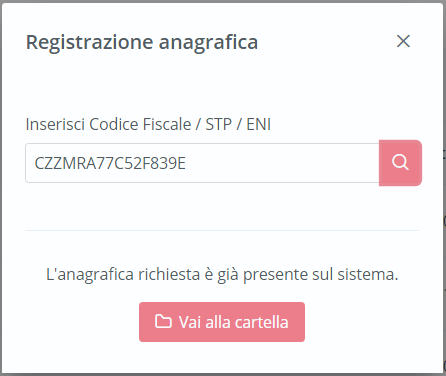 Registrazione anagrafica
Inserisci Codice Fiscale / STP / ENI
CZZMRA77C52F839E
L'anagrafica richiesta è già presente sul sistema.
Vai alla cartella